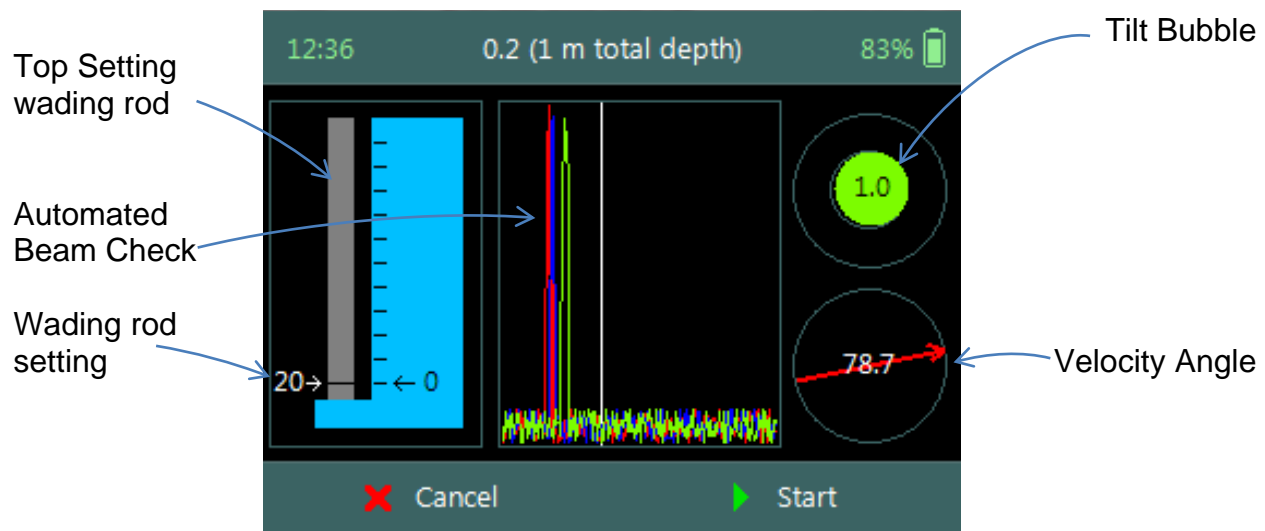 Tilt Bubble
12:36
0.2 (1 m total depth)
83%
Top Setting
wading rod
1.0
Automated
Beam Check
Wading rod
setting
Velocity Angle
78.7
20→
← 0
Cancel
Start